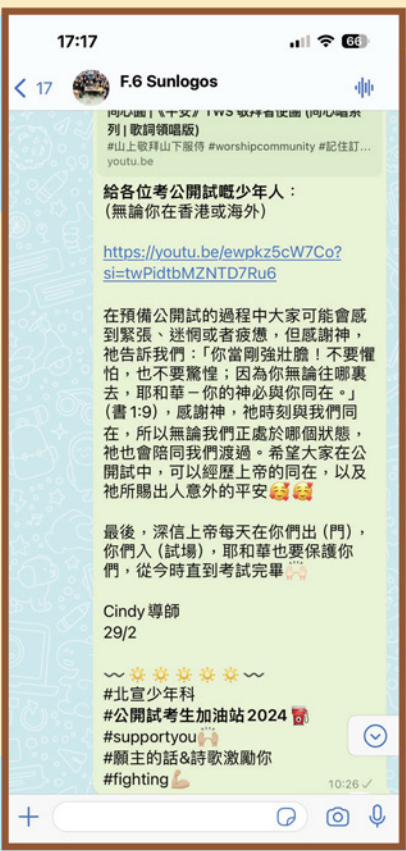 17:17
66
17
F.6 Sunlogos
同心圓 |《平安》TWS 敬拜者使團 (同心唱系
列 | 歌詞領唱版)
#山上敬拜山下服侍 #worshipcommunity #記住訂...
youtu.be
給各位考公開試嘅少年人：
（無論你在香港或海外）
https://youtu.be/ewpkz5cW7Co?
si=twPidtbMZNTD7Ru6
在預備公開試的過程中大家可能會感
到緊張、迷惘或者疲憊，但感謝神，
祂告訴我們：「你當剛強壯膽！不要懼
怕，也不要驚惶；因為你無論往哪裏
去，耶和華－你的神必與你同在。」
(書 1:9)，感謝神，祂時刻與我們同
在，所以無論我們正處於哪個狀態，
祂也會陪同我們渡過。希望大家在公
開試中，可以經歷上帝的同在，以及
祂所賜出人意外的平安🥰🥰
最後，深信上帝每天在你們出 (門)，
你們入 (試場)，耶和華也要保護你
們，從今時直到考試完畢🙌🏻
Cindy 導師
29/2
〰️🔆🔆🔆🔆🔆〰️
#北宣少年科
#公開試考生加油站 2024⛽
#supportyou🙌🏻
#願主的話&詩歌激勵你
#fighting💪🏼
10:26